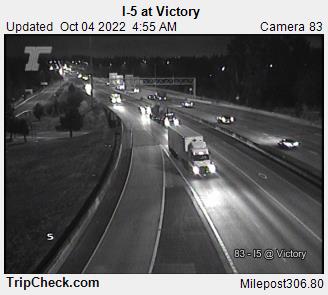 I-5 at Victory
Updated Oct 04 2022 4:55 AM Camera 83
T
S
83 - I5 @ Victory
TripCheck.com Milepost306.80